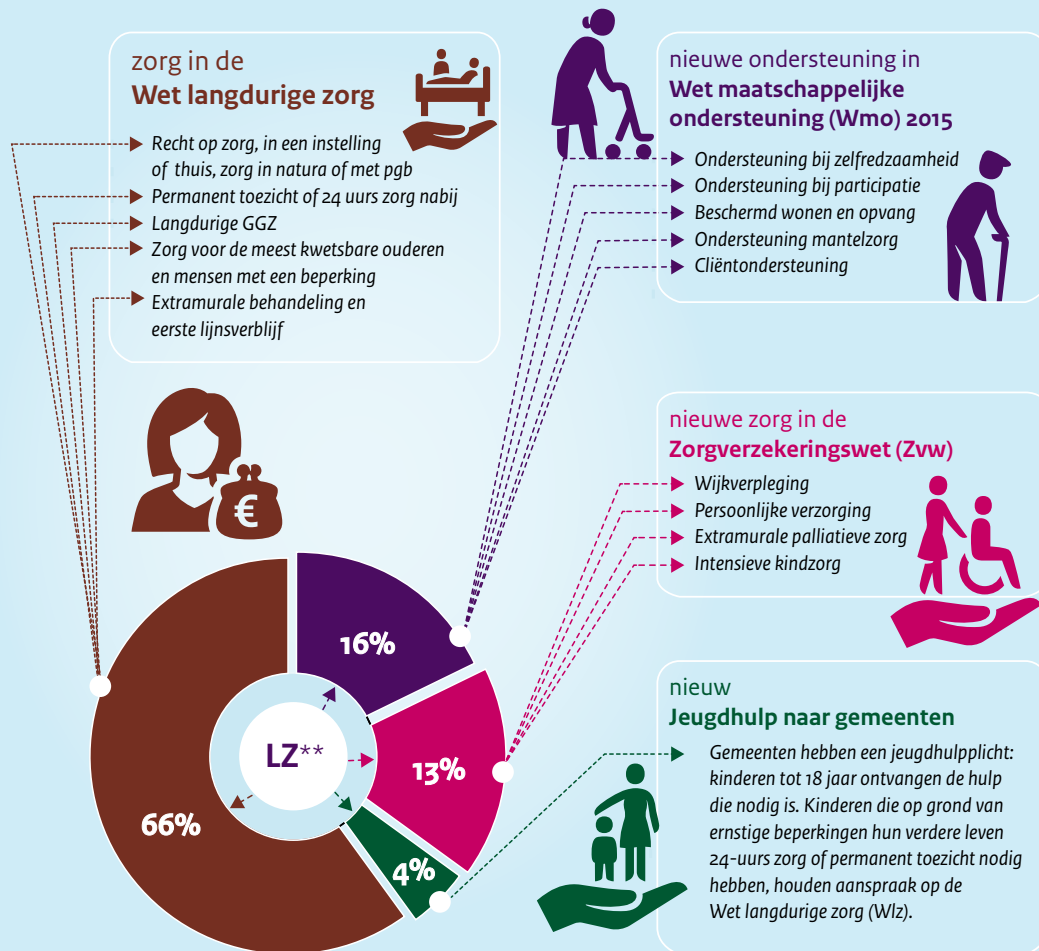 zorg in de
Wet langdurige zorg
Recht op zorg, in een instelling
of thuis, zorg in natura of met pgb
Permanent toezicht of 24 uurs zorg nabij
Langdurige GGZ
Zorg voor de meest kwetsbare ouderen
en mensen met een beperking
Extramurale behandeling en
eerste lijnsverblijf
nieuwe ondersteuning in
Wet maatschappelijke
ondersteuning (Wmo) 2015
Ondersteuning bij zelfredzaamheid
Ondersteuning bij participatie
Beschermd wonen en opvang
Ondersteuning mantelzorg
Cliëntondersteuning
nieuwe zorg in de
Zorgverzekeringswet (Zvw)
Wijkverpleging
Persoonlijke verzorging
Extramurale palliatieve zorg
Intensieve kindzorg
€
16%
LZ**
13%
66%
4%
nieuw
Jeugdhulp naar gemeenten
Gemeenten hebben een jeugdhulpplicht:
kinderen tot 18 jaar ontvangen de hulp
die nodig is. Kinderen die op grond van
ernstige beperkingen hun verdere leven
24-uurs zorg of permanent toezicht nodig
hebben, houden aanspraak op de
Wet langdurige zorg (Wlz).